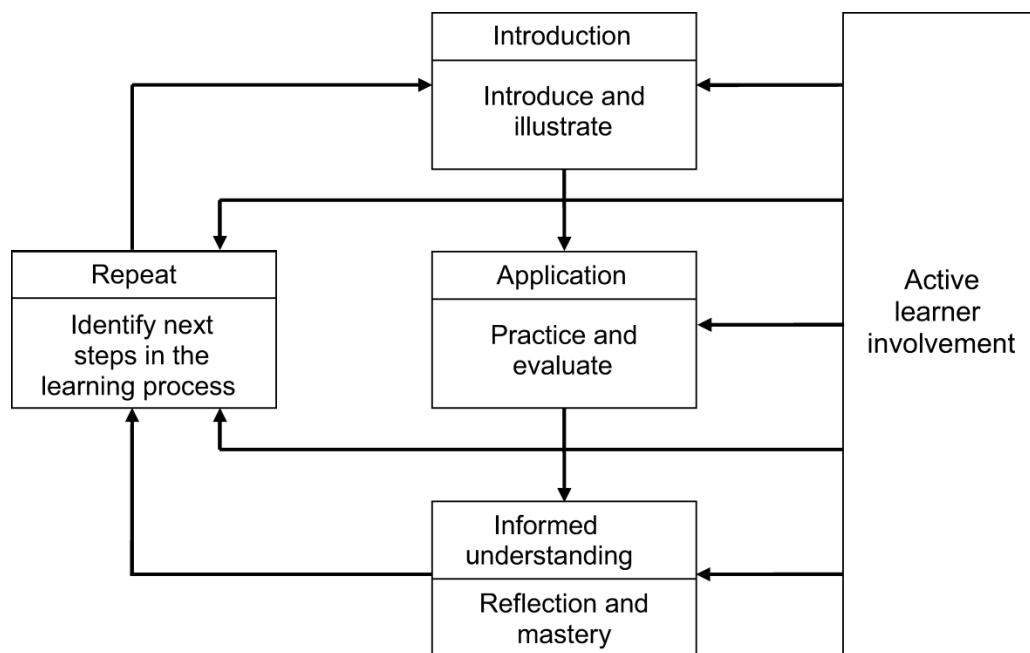 Introduction
Introduce and
illustrate
Repeat
Identify next
steps in the
learning process
Application
Practice and
evaluate
Active
learner
involvement
Informed
understanding
Reflection and
mastery